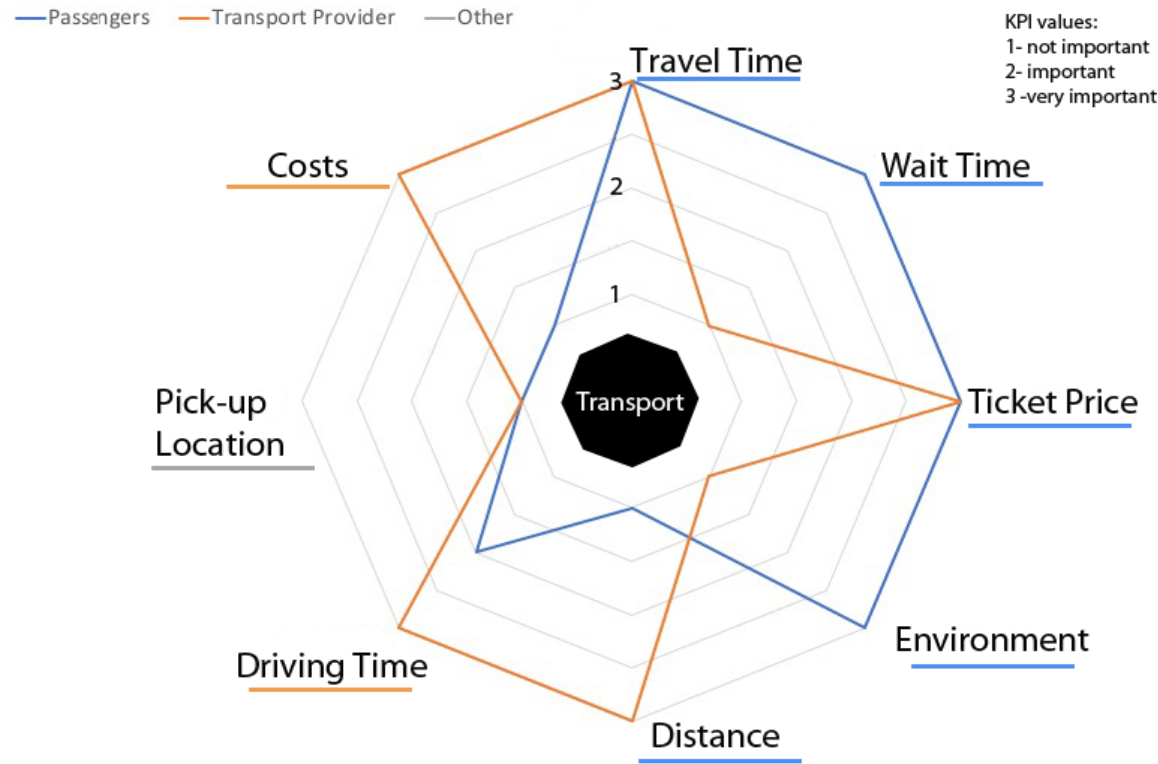 Passengers
Transport Provider
Other
KPI values:
1- not important
2- important
3 -very important
Travel Time
3
Costs
Wait Time
2
1
Pick-up
Location
Transport
Ticket Price
Environment
Driving Time
Distance